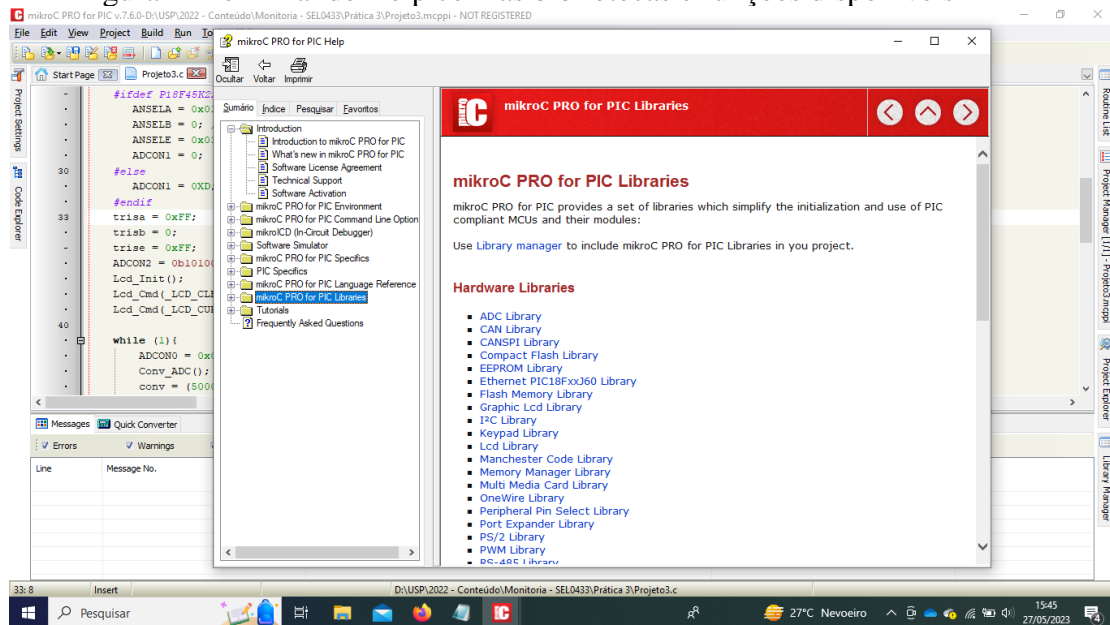 mikroC PRO for PIC v.7.6.0-D:\USP\2022 - Conteúdo\Monitoria - SEL0433\Prática 3\Projeto3.mcppi - NOT REGISTERED
File Edit View Project Build Run
Start Page Projeto3.c
Project Settings
Code Explorer
#ifdef P18F45K2
ANSELA = 0x0
ANSELB = 0;
ANSELE = 0x0
ADCON1 = 0;
30 #else
ADCON1 = 0XD;
#endif
33 trisa = 0xFF;
trisb = 0;
trise = 0xFF;
ADCON2 = 0b1010
Lcd_Init();
Lcd_Cmd(_LCD_CL
Lcd_Cmd(_LCD_CU
40
while (1){
ADCON0 = 0x
Conv_ADC();
conv = (500
Messages Quick Converter
Errors Warnings
Line Message No.
mikroC PRO for PIC Help
Ocultar Voltar Imprimir
Sumário Índice Pesquisar Favoritos
Introduction
Introduction to mikroC PRO for PIC
What's new in mikroC PRO for PIC
Software License Agreement
Technical Support
Software Activation
mikroC PRO for PIC Environment
mikroC PRO for PIC Command Line Option
mikroICD (In-Circuit Debugger)
Software Simulator
mikroC PRO for PIC Specifics
PIC Specifics
mikroC PRO for PIC Language Reference
mikroC PRO for PIC Libraries
Tutorials
Frequently Asked Questions
mikroC PRO for PIC Libraries
mikroC PRO for PIC Libraries
mikroC PRO for PIC provides a set of libraries which simplify the initialization and use of PIC
compliant MCUs and their modules:
Use Library manager to include mikroC PRO for PIC Libraries in you project.
Hardware Libraries
ADC Library
CAN Library
CANSPI Library
Compact Flash Library
EEPROM Library
Ethernet PIC18FxxJ60 Library
Flash Memory Library
Graphic Lcd Library
I²C Library
Keypad Library
Lcd Library
Manchester Code Library
Memory Manager Library
Multi Media Card Library
OneWire Library
Peripheral Pin Select Library
Port Expander Library
PS/2 Library
PWM Library
RS-485 Library
Routine List
Project Manager [1/1] - Projeto3.mcppi
Project Explorer
Library Manager
33: 8 Insert D:\USP\2022 - Conteúdo\Monitoria - SEL0433\Prática 3\Projeto3.c
Pesquisar 27°C Nevoeiro 15:45
27/05/2023
4